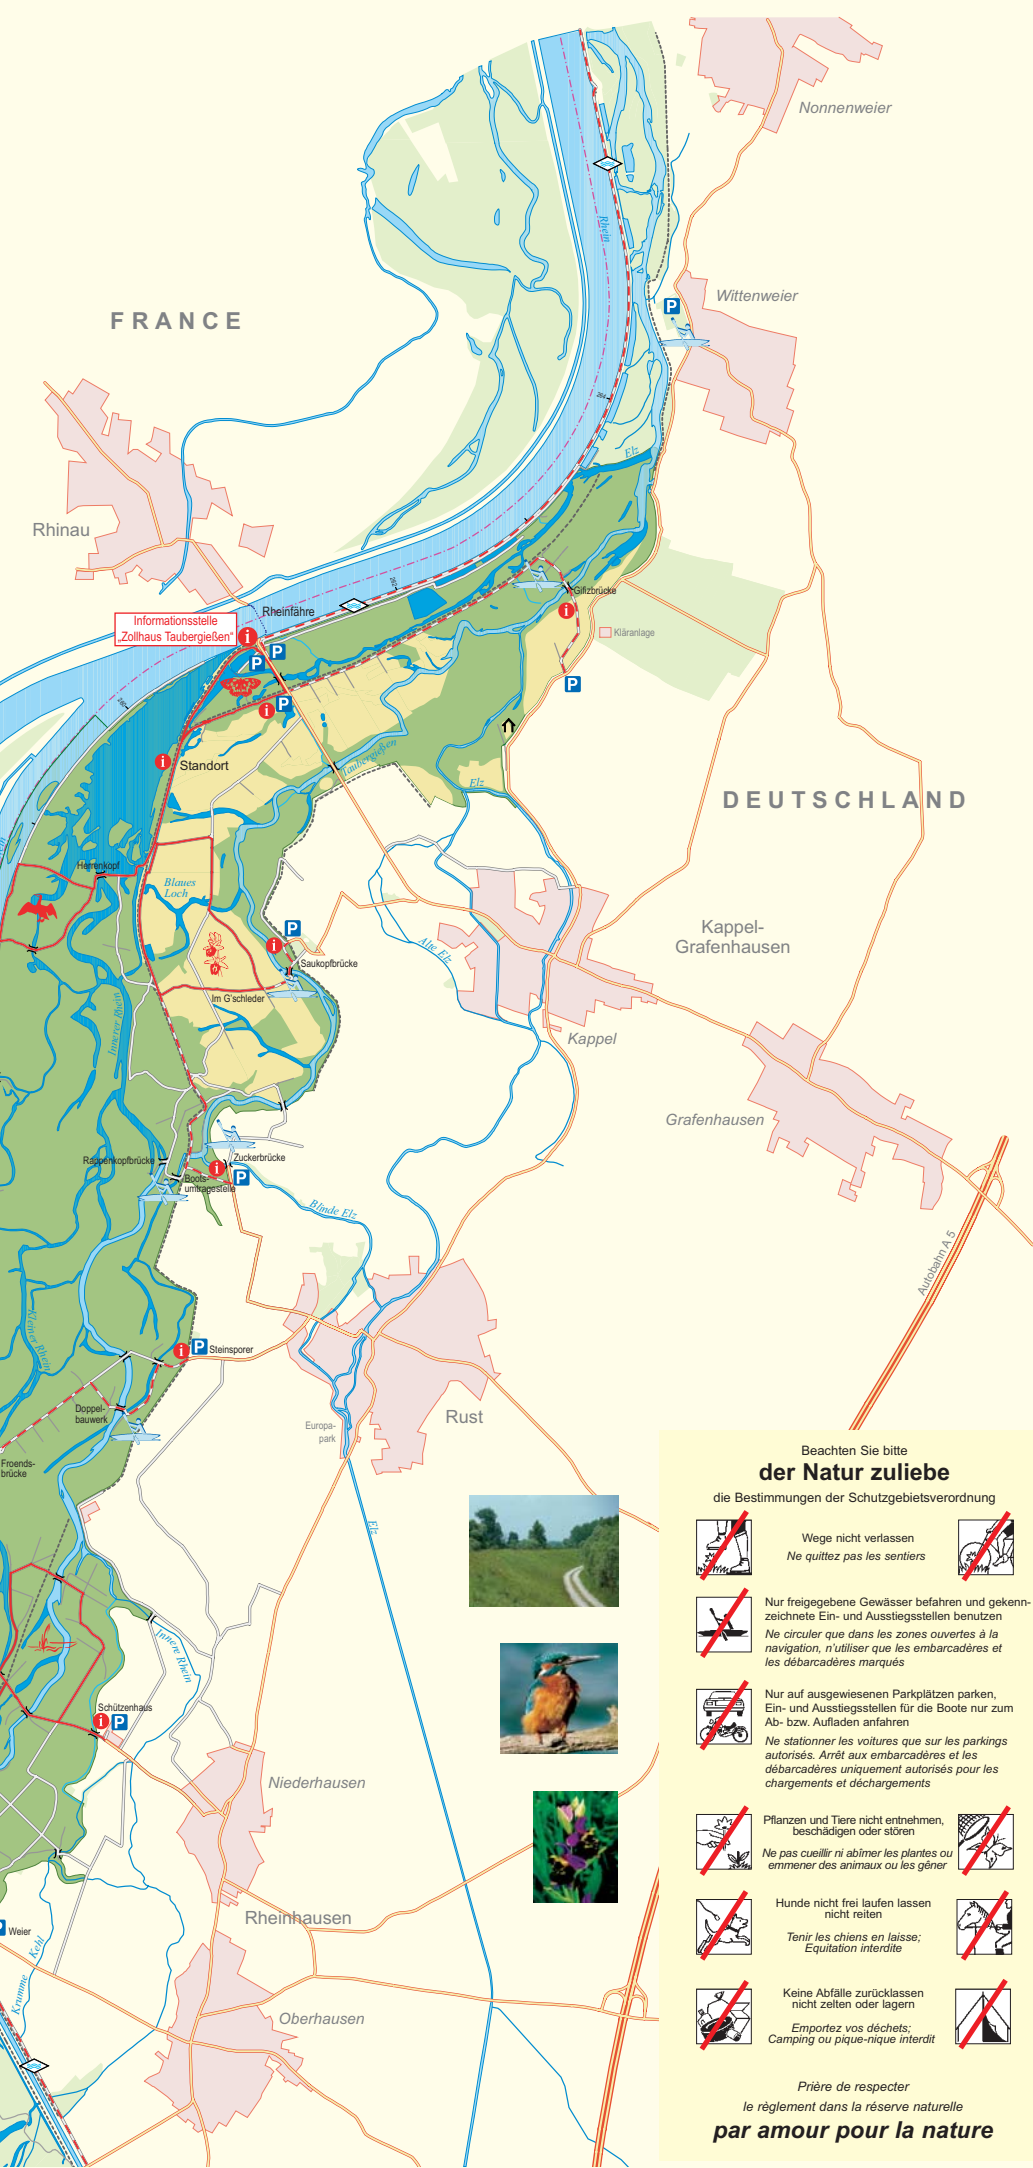 Nonnenweier
Rhein
Wittenweier
P
FRANCE
264
Elz
Rhinau
262
Gifizbrücke
Rheinfähre
Informationsstelle
„Zollhaus Taubergießen“
i
i
Kläranlage
P
P
P
P
i
260
Standort
i
Taubergießen
Elz
DEUTSCHLAND
Herrenkopf
Blaues
Loch
P
i
Kappel-
Grafenhausen
Alte Elz
Saukopfbrücke
Im G'schleder
Innerer Rhein
Kappel
Grafenhausen
Rappenkopfbrücke
Zuckerbrücke
i
P
Boots-
umtragestelle
Blinde Elz
Autobahn A 5
Kleiner Rhein
i
P
Steinsporer
Doppel-
bauwerk
Rust
Europa-
park
Froends-
brücke
Elz
Innere Rhein
Schützenhaus
i
P
Niederhausen
Rheinhausen
Weier
Krumme Kehl
Oberhausen
Beachten Sie bitte
der Natur zuliebe
die Bestimmungen der Schutzgebietsverordnung
Wege nicht verlassen
Ne quittez pas les sentiers
Nur freigegebene Gewässer befahren und gekenn-
zeichnete Ein- und Ausstiegsstellen benutzen
Ne circuler que dans les zones ouvertes à la
navigation, n'utiliser que les embarcadères et
les débarcadères marqués
Nur auf ausgewiesenen Parkplätzen parken,
Ein- und Ausstiegsstellen für die Boote nur zum
Ab- bzw. Aufladen anfahren
Ne stationner les voitures que sur les parkings
autorisés. Arrêt aux embarcadères et les
débarcadères uniquement autorisés pour les
chargements et déchargements
Pflanzen und Tiere nicht entnehmen,
beschädigen oder stören
Ne pas cueillir ni abîmer les plantes ou
emmener des animaux ou les gêner
Hunde nicht frei laufen lassen
nicht reiten
Tenir les chiens en laisse;
Equitation interdite
Keine Abfälle zurücklassen
nicht zelten oder lagern
Emportez vos déchets;
Camping ou pique-nique interdit
Prière de respecter
le règlement dans la réserve naturelle
par amour pour la nature